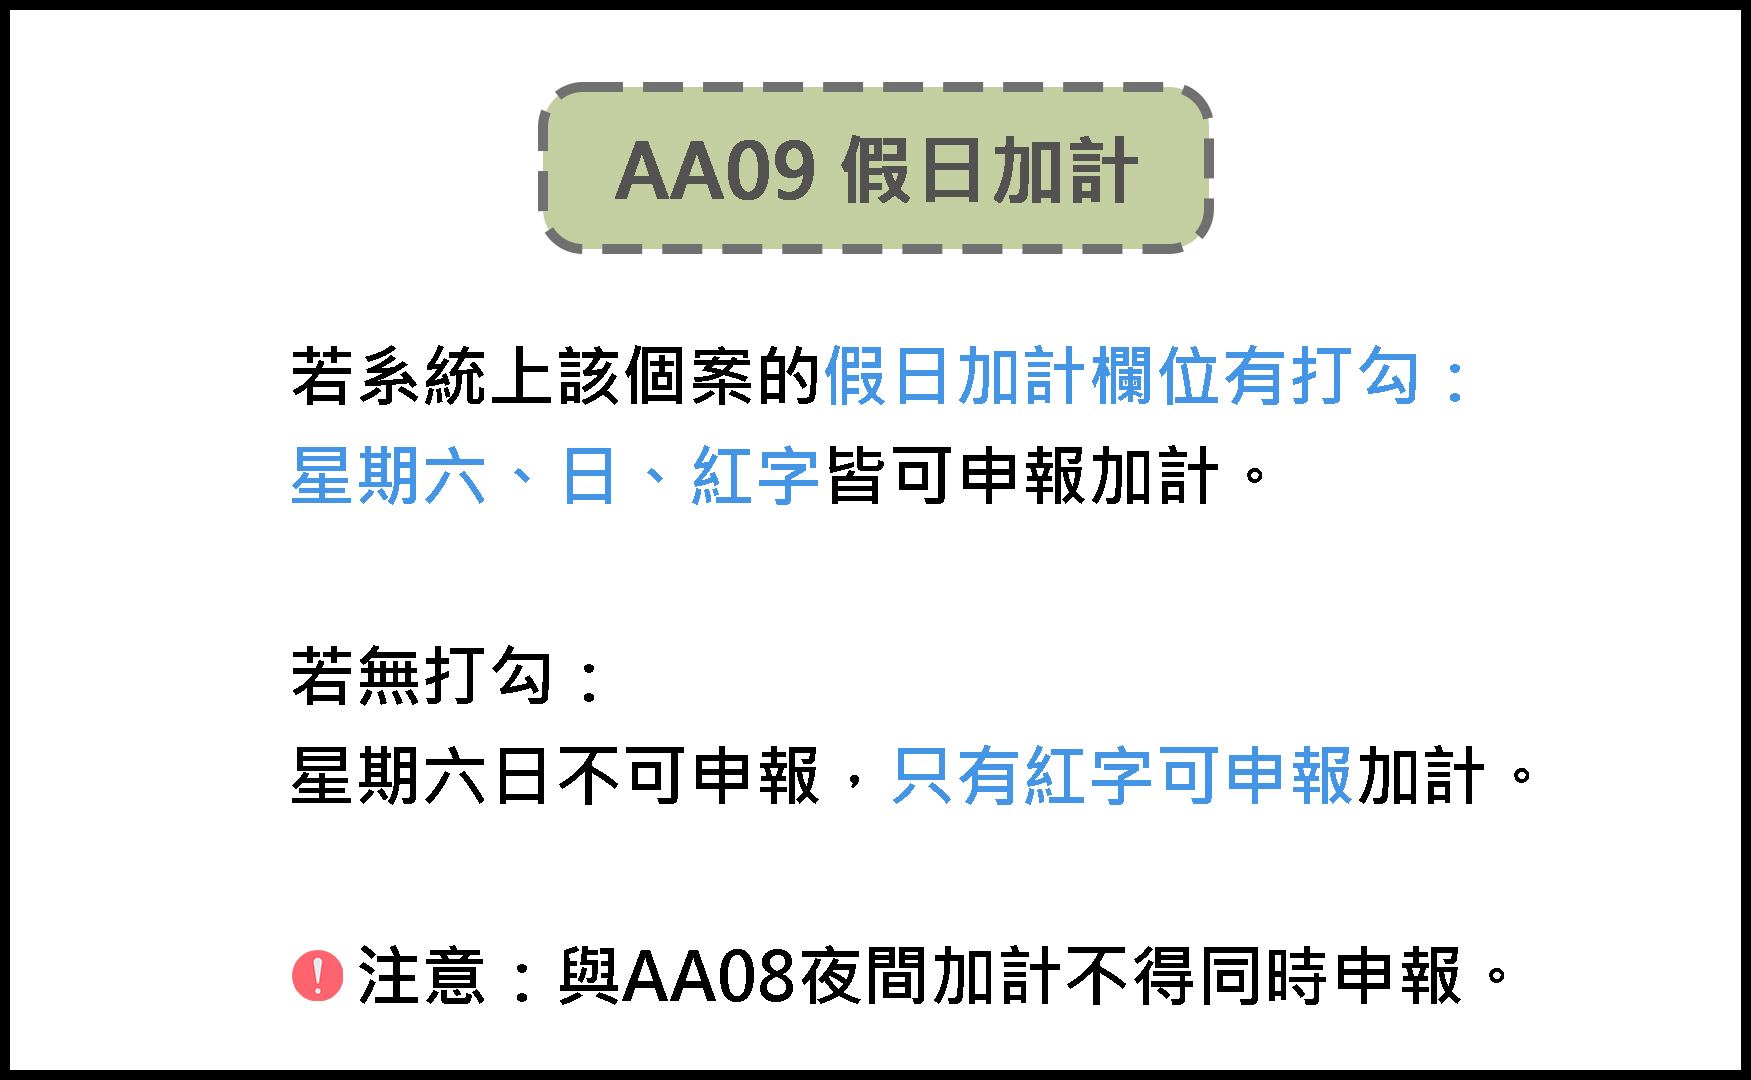 AA09 假日加計
若系統上該個案的假日加計欄位有打勾：
星期六、日、紅字皆可申報加計。
若無打勾：
星期六日不可申報，只有紅字可申報加計。
❗注意：與AA08夜間加計不得同時申報。